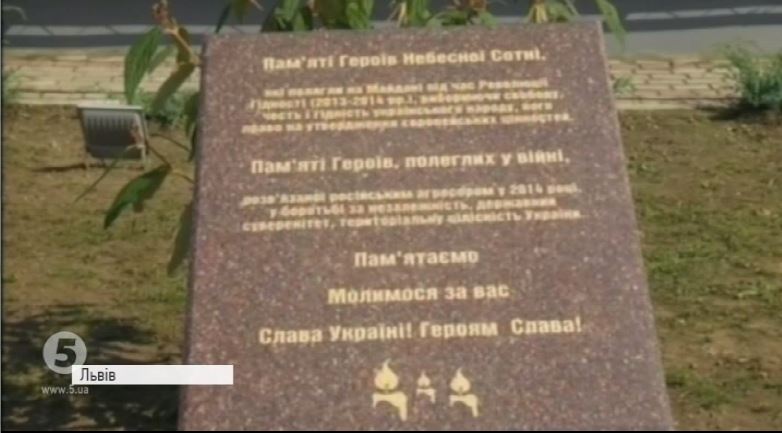 Пам'яті Героїв Небесної Сотні,
які полягли на Майдані під час Революції
Гідності (2013-2014 рр.), виборюючи свободу,
честь і гідність українського народу, його
право на утвердження європейських цінностей.
Пам'яті Героїв, полеглих у війні,
розв'язаній російським агресором у 2014 році,
у боротьбі за незалежність, державний
суверенітет, територіальну цілісність України.
Пам'ятаємо
Молимося за вас
Слава Україні! Героям Слава!
5
Львів
www.5.ua